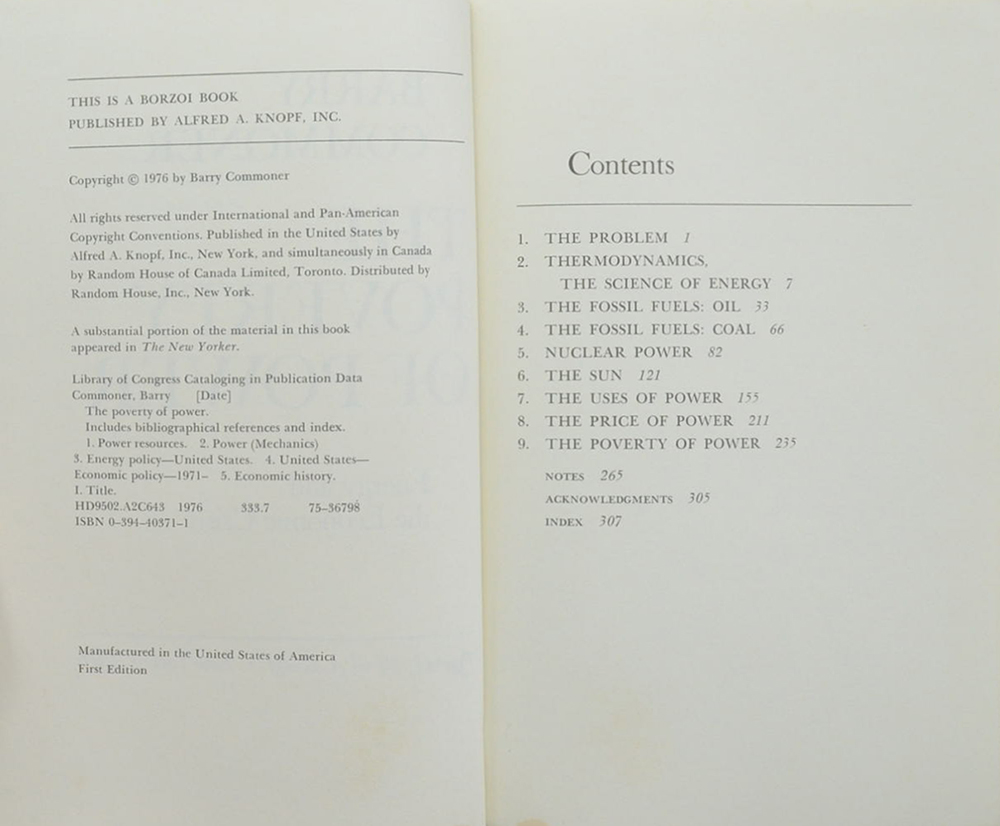 THIS IS A BORZOI BOOK
PUBLISHED BY ALFRED A. KNOPF, INC.
Copyright © 1976 by Barry Commoner
All rights reserved under International and Pan-American
Copyright Conventions. Published in the United States by
Alfred A. Knopf, Inc., New York, and simultaneously in Canada
by Random House of Canada Limited, Toronto. Distributed by
Random House, Inc., New York.
A substantial portion of the material in this book
appeared in The New Yorker.
Library of Congress Cataloging in Publication Data
Commoner, Barry [Date]
The poverty of power.
Includes bibliographical references and index.
1. Power resources. 2. Power (Mechanics)
3. Energy policy—United States. 4. United States—
Economic policy—1971– 5. Economic history.
I. Title.
HD9502.A2C643 1976 333.7 75–36798
ISBN 0–394–40371–1
Manufactured in the United States of America
First Edition
Contents
1. THE PROBLEM 1
2. THERMODYNAMICS,
THE SCIENCE OF ENERGY 7
3. THE FOSSIL FUELS: OIL 33
4. THE FOSSIL FUELS: COAL 66
5. NUCLEAR POWER 82
6. THE SUN 121
7. THE USES OF POWER 155
8. THE PRICE OF POWER 211
9. THE POVERTY OF POWER 235
NOTES 265
ACKNOWLEDGMENTS 305
INDEX 307